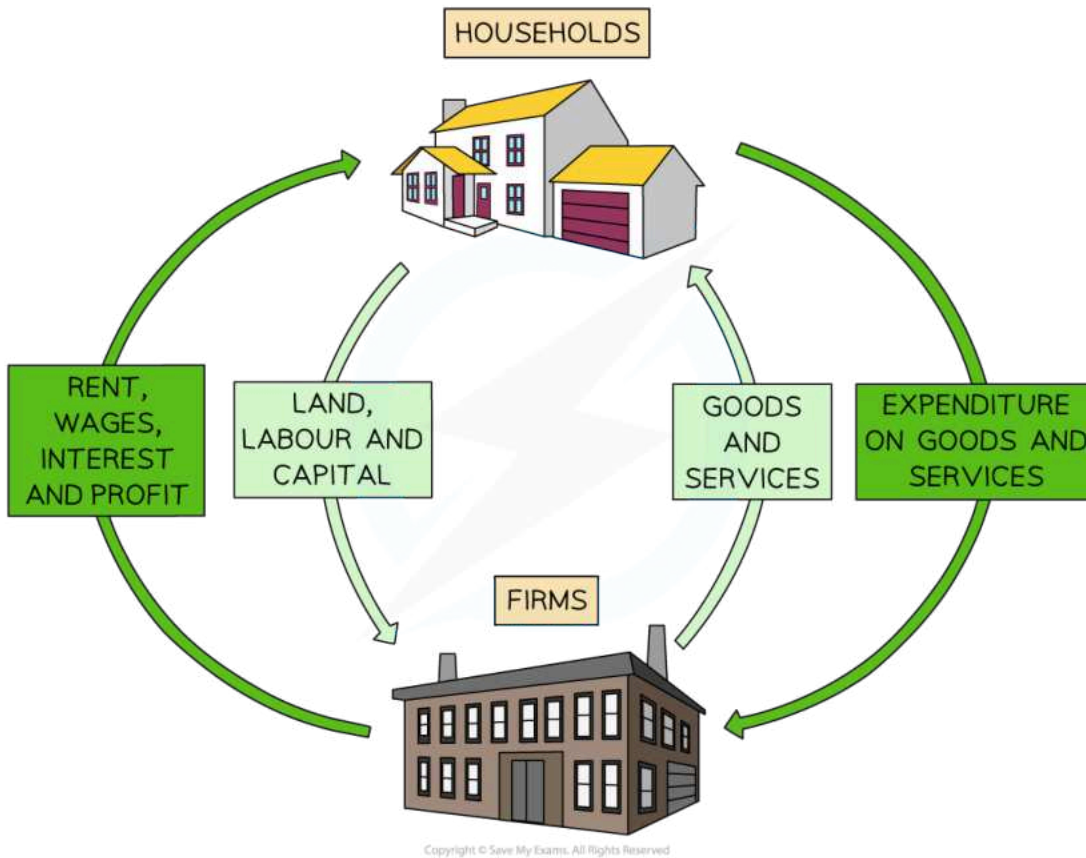 HOUSEHOLDS
RENT,
WAGES,
INTEREST
AND PROFIT
LAND,
LABOUR AND
CAPITAL
GOODS
AND
SERVICES
EXPENDITURE
ON GOODS AND
SERVICES
FIRMS
Copyright © Save My Exams. All Rights Reserved